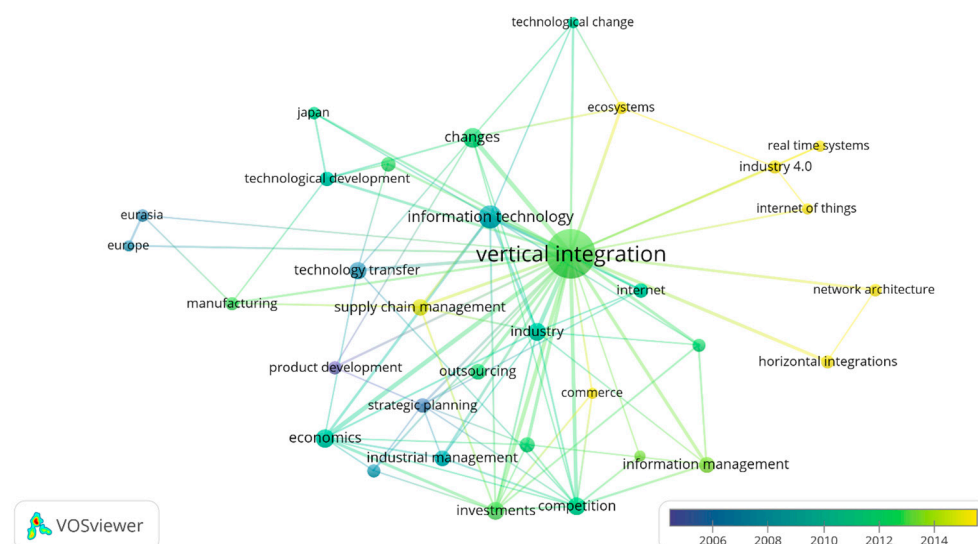 technological change
ecosystems
japan
changes
real time systems
industry 4.0
technological development
internet of things
eurasia
information technology
europe
vertical integration
technology transfer
internet
network architecture
manufacturing
supply chain management
industry
horizontal integrations
product development
outsourcing
commerce
strategic planning
economics
industrial management
information management
investments
competition
VOSviewer
2006 2008 2010 2012 2014